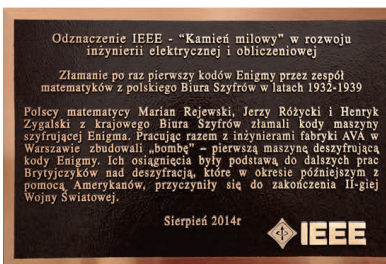 Odznaczenie IEEE - "Kamień milowy" w rozwoju
inżynierii elektrycznej i obliczeniowej
Złamanie po raz pierwszy kodów Enigmy przez zespół
matematyków z polskiego Biura Szyfrów w latach 1932-1939
Polscy matematycy Marian Rejewski, Jerzy Różycki i Henryk
Zygalski z krajowego Biura Szyfrów złamali kody maszyny
szyfrującej Enigma. Pracując razem z inżynierami fabryki AVA w
Warszawie zbudowali „bombę" – pierwszą maszynę deszyfrującą
kody Enigmy. Ich osiągnięcia były podstawą do dalszych prac
Brytyjczyków nad deszyfracją, które w okresie późniejszym z
pomocą Amerykanów, przyczyniły się do zakończenia II-giej
Wojny Światowej.
Sierpień 2014r
IEEE